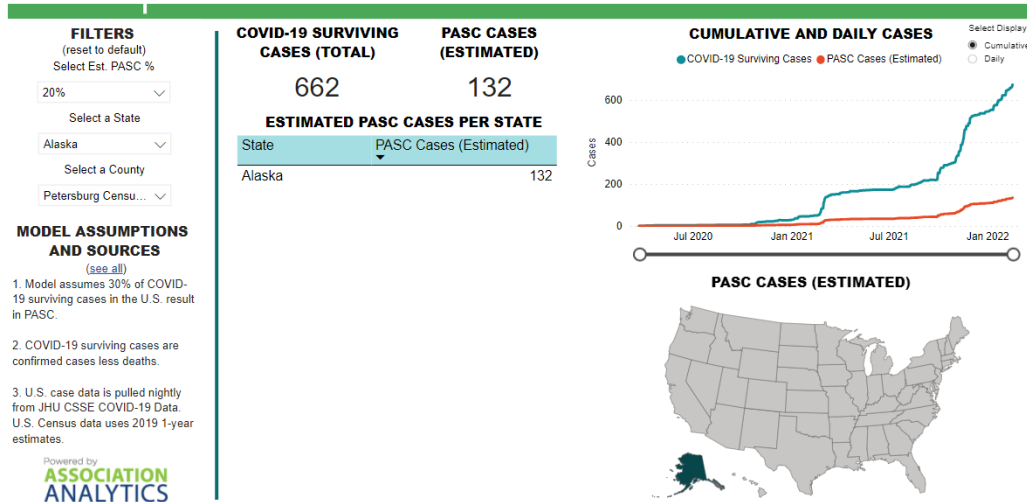 FILTERS
(reset to default)
Select Est. PASC %
20%
Select a State
Alaska
Select a County
Petersburg Censu...
MODEL ASSUMPTIONS
AND SOURCES
(see all)
1. Model assumes 30% of COVID-
19 surviving cases in the U.S. result
in PASC.
2. COVID-19 surviving cases are
confirmed cases less deaths.
3. U.S. case data is pulled nightly
from JHU CSSE COVID-19 Data.
U.S. Census data uses 2019 1-year
estimates.
Powered by
ASSOCIATION
ANALYTICS
COVID-19 SURVIVING
CASES (TOTAL)
662
PASC CASES
(ESTIMATED)
132
ESTIMATED PASC CASES PER STATE
State PASC Cases (Estimated)
Alaska 132
CUMULATIVE AND DAILY CASES
Select Display
Cumulative
Daily
COVID-19 Surviving Cases PASC Cases (Estimated)
Cases
600
400
200
0
Jul 2020 Jan 2021 Jul 2021 Jan 2022
PASC CASES (ESTIMATED)